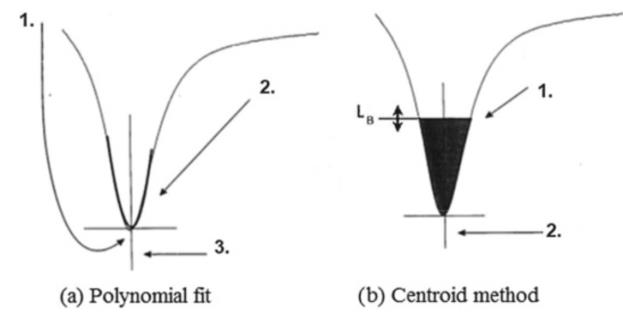 1.
2.
3.
(a) Polynomial fit
L_B
1.
2.
(b) Centroid method